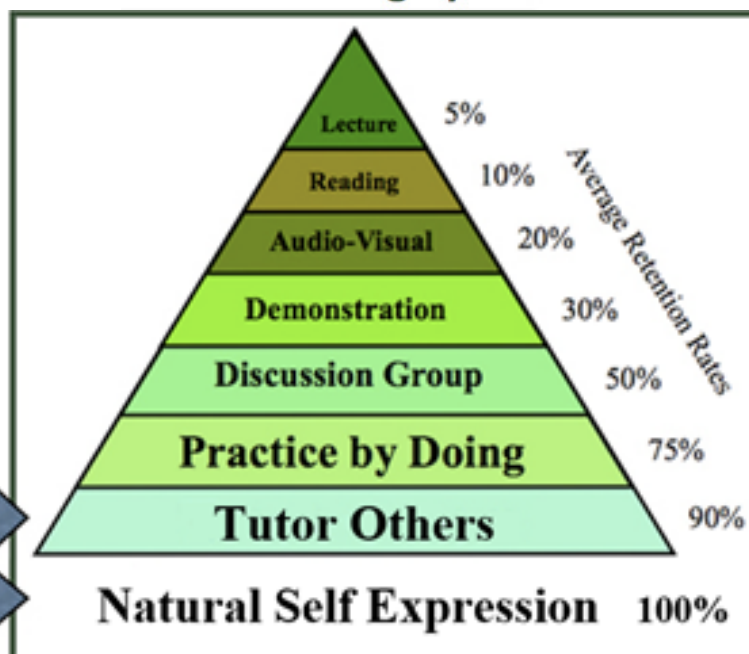 Lecture 5%
Reading 10%
Audio-Visual 20%
Demonstration 30%
Discussion Group 50%
Practice by Doing 75%
Tutor Others 90%
Natural Self Expression 100%
Average Retention Rates